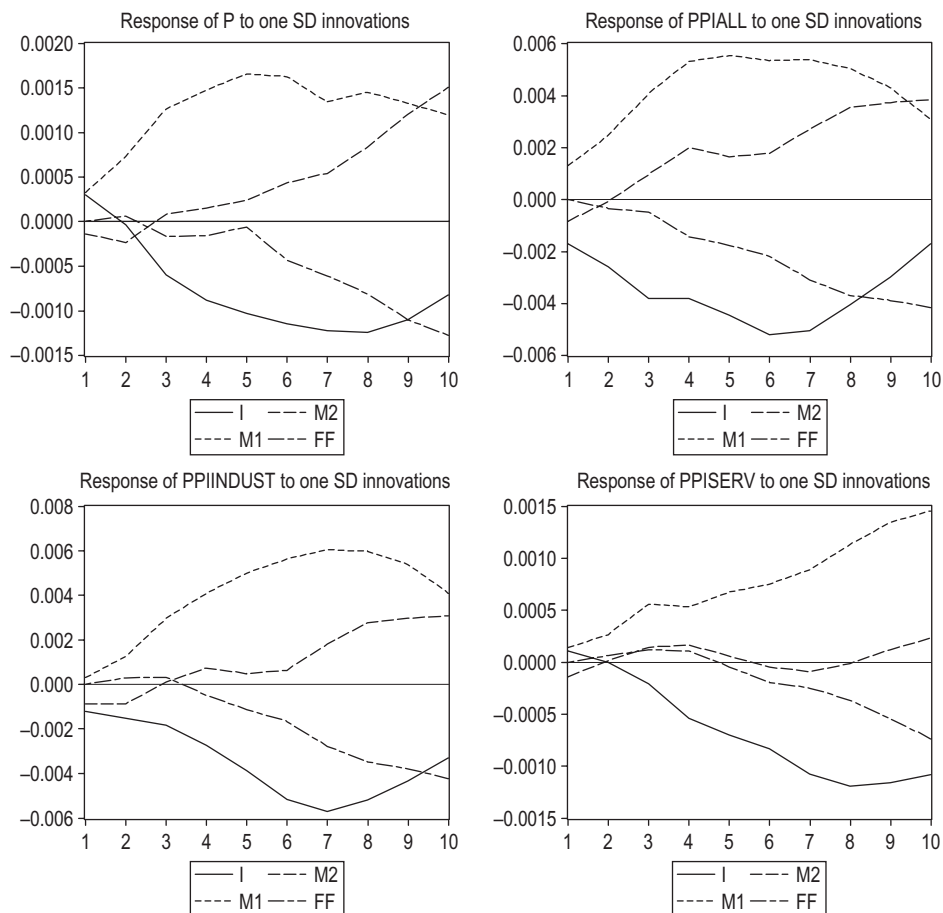 Response of P to one SD innovations
0.0020
0.0015
0.0010
0.0005
0.0000
–0.0005
–0.0010
–0.0015
1 2 3 4 5 6 7 8 9 10
I M2
M1 FF
Response of PPIALL to one SD innovations
0.006
0.004
0.002
0.000
–0.002
–0.004
–0.006
1 2 3 4 5 6 7 8 9 10
I M2
M1 FF
Response of PPIINDUST to one SD innovations
0.008
0.006
0.004
0.002
0.000
–0.002
–0.004
–0.006
1 2 3 4 5 6 7 8 9 10
I M2
M1 FF
Response of PPISERV to one SD innovations
0.0015
0.0010
0.0005
0.0000
–0.0005
–0.0010
–0.0015
1 2 3 4 5 6 7 8 9 10
I M2
M1 FF